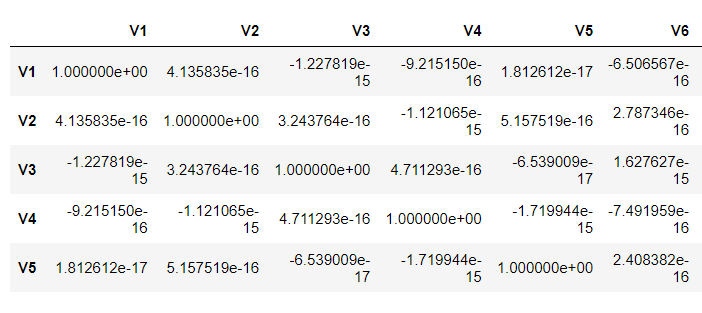 V1 V2 V3 V4 V5 V6
V1 1.000000e+00 4.135835e-16 -1.227819e-15 -9.215150e-16 1.812612e-17 -6.506567e-16
V2 4.135835e-16 1.000000e+00 3.243764e-16 -1.121065e-15 5.157519e-16 2.787346e-16
V3 -1.227819e-15 3.243764e-16 1.000000e+00 4.711293e-16 -6.539009e-17 1.627627e-15
V4 -9.215150e-16 -1.121065e-15 4.711293e-16 1.000000e+00 -1.719944e-15 -7.491959e-16
V5 1.812612e-17 5.157519e-16 -6.539009e-17 -1.719944e-15 1.000000e+00 2.408382e-16